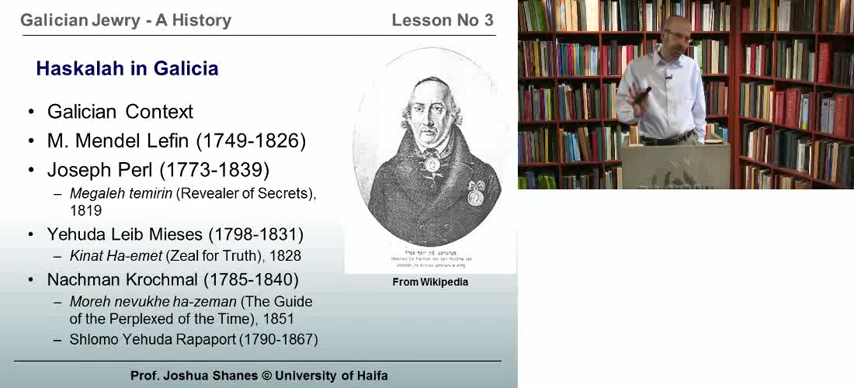 Galician Jewry - A History Lesson No 3
Haskalah in Galicia
• Galician Context
• M. Mendel Lefin (1749-1826)
• Joseph Perl (1773-1839)
– Megaleh temirin (Revealer of Secrets),
1819
• Yehuda Leib Mieses (1798-1831)
– Kinat Ha-emet (Zeal for Truth), 1828
• Nachman Krochmal (1785-1840)
– Moreh nevukhe ha-zeman (The Guide
of the Perplexed of the Time), 1851
– Shlomo Yehuda Rapaport (1790-1867)
From Wikipedia
Prof. Joshua Shanes © University of Haifa